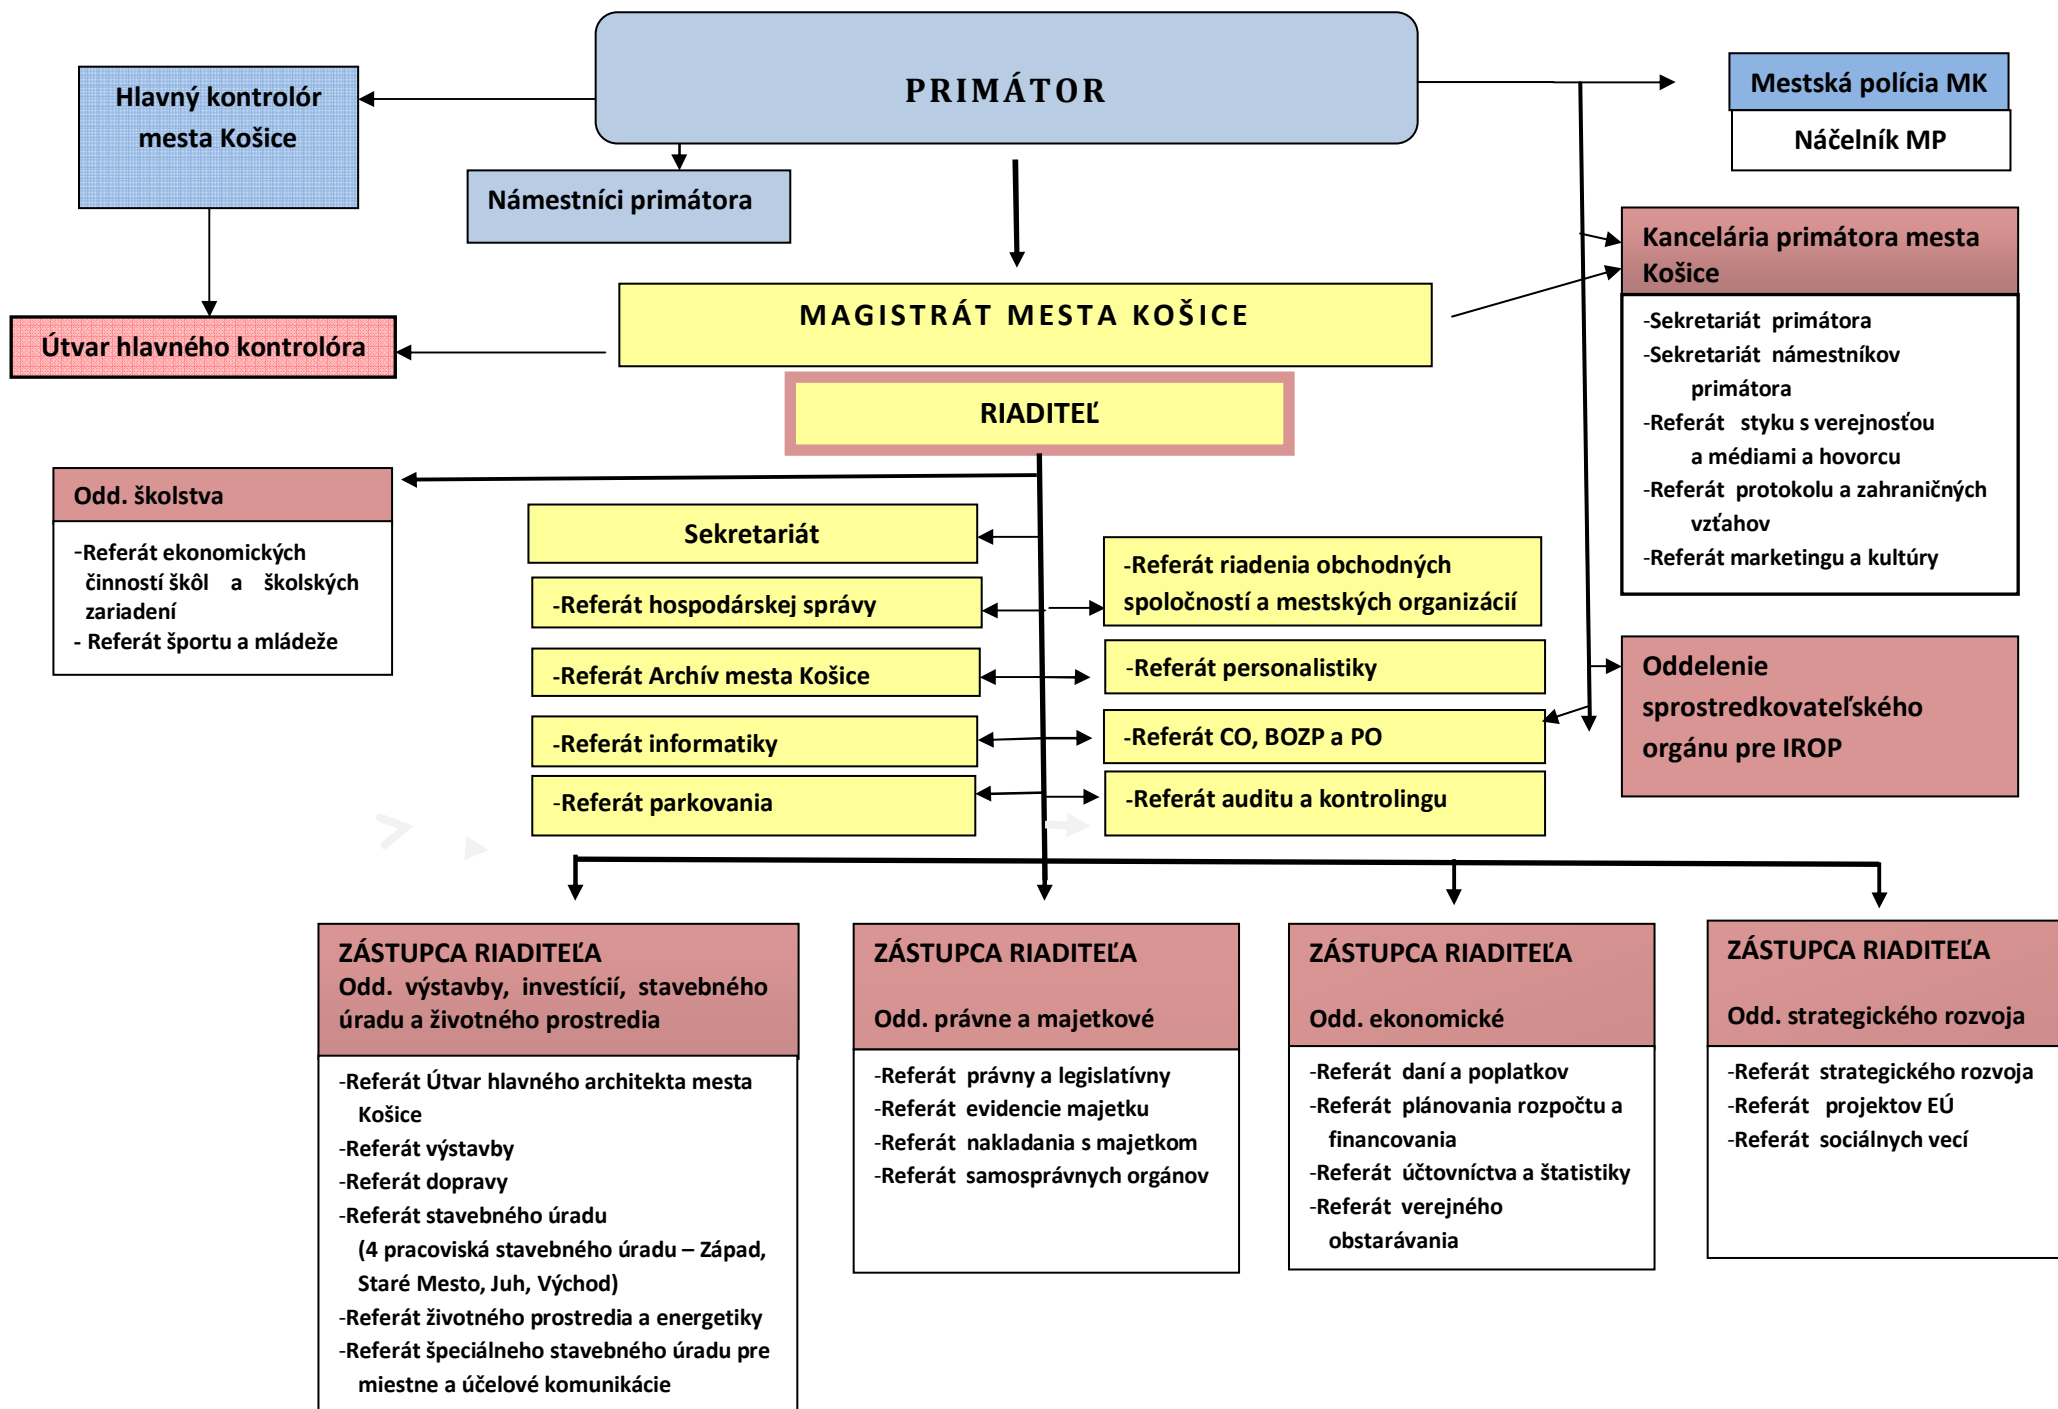 PRIMÁTOR
Hlavný kontrolór
mesta Košice
Mestská polícia MK
Náčelník MP
Námestníci primátora
Kancelária primátora mesta
Košice
-Sekretariát primátora
-Sekretariát námestníkov
primátora
-Referát styku s verejnosťou
a médiami a hovorcu
-Referát protokolu a zahraničných
vzťahov
-Referát marketingu a kultúry
MAGISTRÁT MESTA KOŠICE
Útvar hlavného kontrolóra
RIADITEĽ
Odd. školstva
-Referát ekonomických
činností škôl a školských
zariadení
- Referát športu a mládeže
Sekretariát
-Referát hospodárskej správy
-Referát Archív mesta Košice
-Referát informatiky
-Referát parkovania
-Referát riadenia obchodných
spoločností a mestských organizácií
-Referát personalistiky
-Referát CO, BOZP a PO
-Referát auditu a kontrolingu
Oddelenie
sprostredkovateľského
orgánu pre IROP
ZÁSTUPCA RIADITEĽA
Odd. výstavby, investícií, stavebného
úradu a životného prostredia
-Referát Útvar hlavného architekta mesta
Košice
-Referát výstavby
-Referát dopravy
-Referát stavebného úradu
(4 pracoviská stavebného úradu – Západ,
Staré Mesto, Juh, Východ)
-Referát životného prostredia a energetiky
-Referát špeciálneho stavebného úradu pre
miestne a účelové komunikácie
ZÁSTUPCA RIADITEĽA
Odd. právne a majetkové
-Referát právny a legislatívny
-Referát evidencie majetku
-Referát nakladania s majetkom
-Referát samosprávnych orgánov
ZÁSTUPCA RIADITEĽA
Odd. ekonomické
-Referát daní a poplatkov
-Referát plánovania rozpočtu a
financovania
-Referát účtovníctva a štatistiky
-Referát verejného
obstarávania
ZÁSTUPCA RIADITEĽA
Odd. strategického rozvoja
-Referát strategického rozvoja
-Referát projektov EÚ
-Referát sociálnych vecí